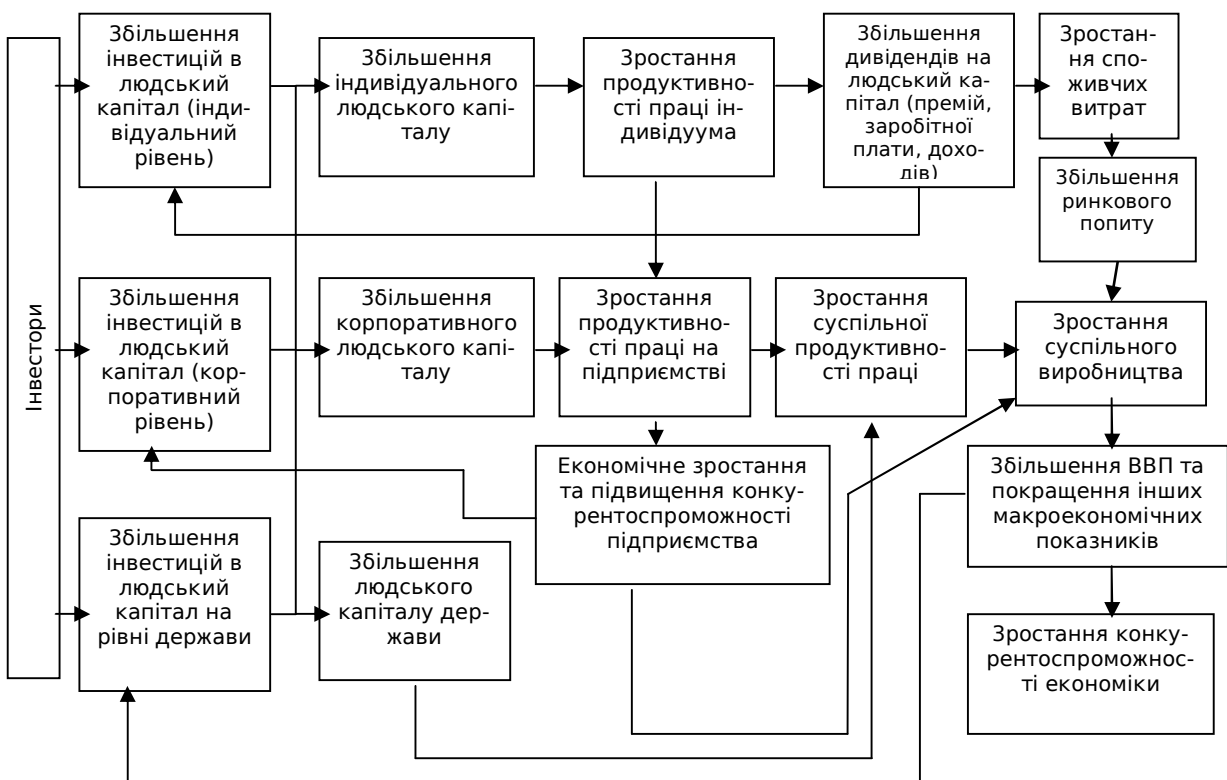 Інвестори
Збільшення
інвестицій в
людський
капітал (інди-
відуальний
рівень)
Збільшення
індивідуального
людського капі-
талу
Зростання
продуктивно-
сті праці ін-
дивідуума
Збільшення
дивідендів на
людський ка-
пітал (премій,
заробітної
плати, дохо-
дів)
Зростан-
ня спо-
живчих
витрат
Збільшення
ринкового
попиту
Збільшення
інвестицій в
людський
капітал (кор-
поративний
рівень)
Збільшення
корпоративного
людського капі-
талу
Зростання
продуктивно-
сті праці на
підприємстві
Зростання
суспільної
продуктивно-
сті праці
Зростання
суспільного
виробництва
Економічне зростання
та підвищення конку-
рентоспроможності
підприємства
Збільшення ВВП та
покращення інших
макроекономічних
показників
Збільшення
інвестицій в
людський
капітал на
рівні держави
Збільшення
людського
капіталу дер-
жави
Зростання конку-
рентоспроможнос-
ті економіки